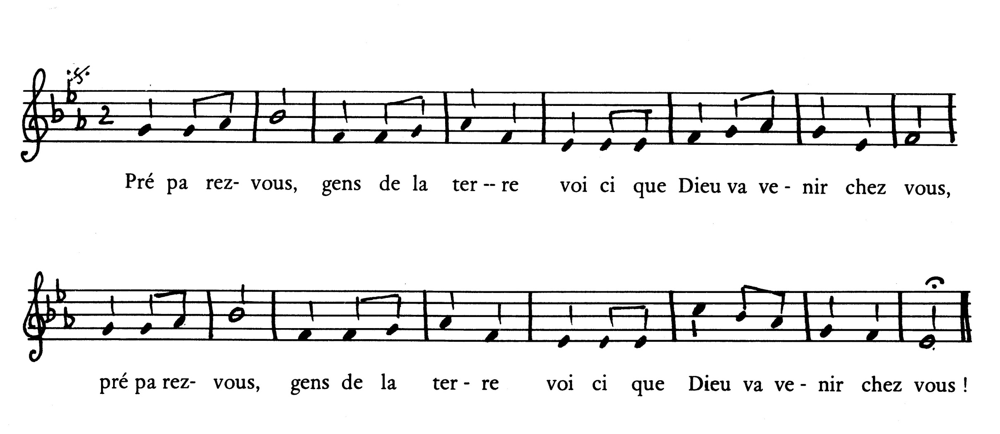 2
Pré pa rez- vous, gens de la ter -- re voi ci que Dieu va ve - nir chez vous,
pré pa rez- vous, gens de la ter - re voi ci que Dieu va ve - nir chez vous !